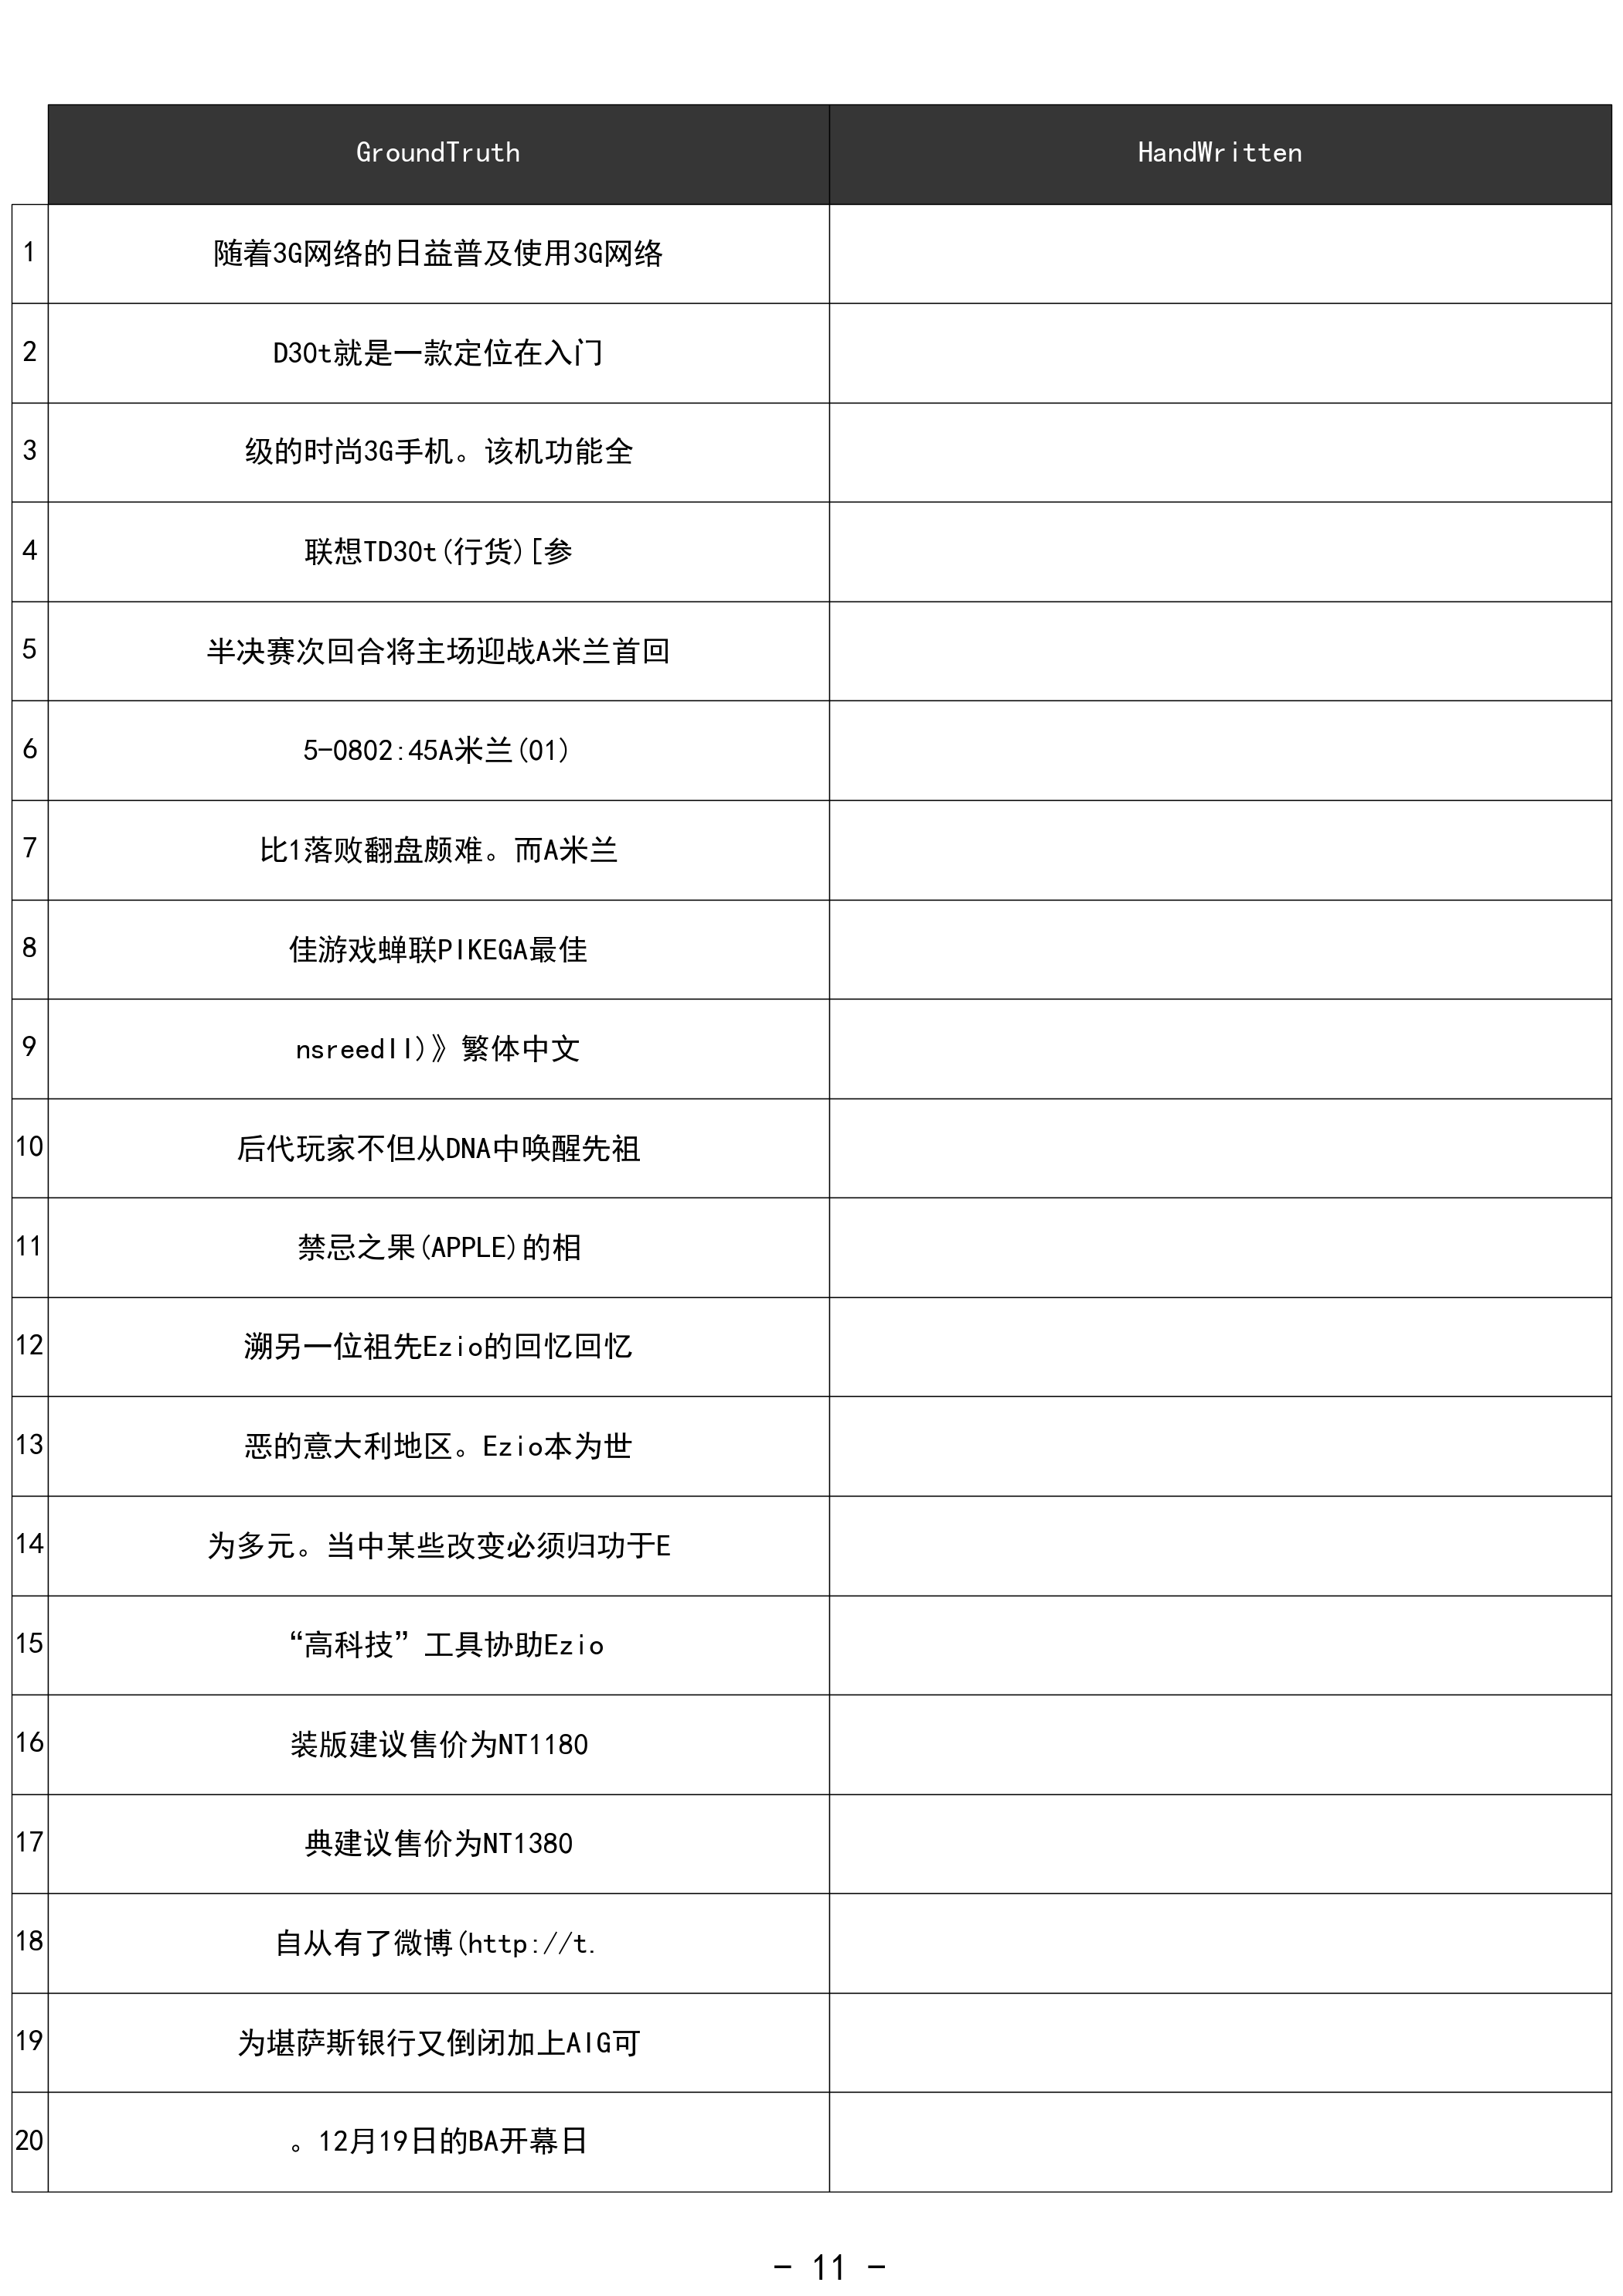 GroundTruth HandWritten
1 随着3G网络的日益普及使用3G网络
2 D30t就是一款定位在入门
3 级的时尚3G手机。该机功能全
4 联想TD30t(行货)[参
5 半决赛次回合将主场迎战A米兰首回
6 5-0802:45A米兰(01)
7 比1落败翻盘颇难。而A米兰
8 佳游戏蝉联PIKEGA最佳
9 nsreedII)》繁体中文
10 后代玩家不但从DNA中唤醒先祖
11 禁忌之果(APPLE)的相
12 溯另一位祖先Ezio的回忆回忆
13 恶的意大利地区。Ezio本为世
14 为多元。当中某些改变必须归功于E
15 “高科技”工具协助Ezio
16 装版建议售价为NT1180
17 典建议售价为NT1380
18 自从有了微博(http://t.
19 为堪萨斯银行又倒闭加上AIG可
20 。12月19日的BA开幕日
- 11 -